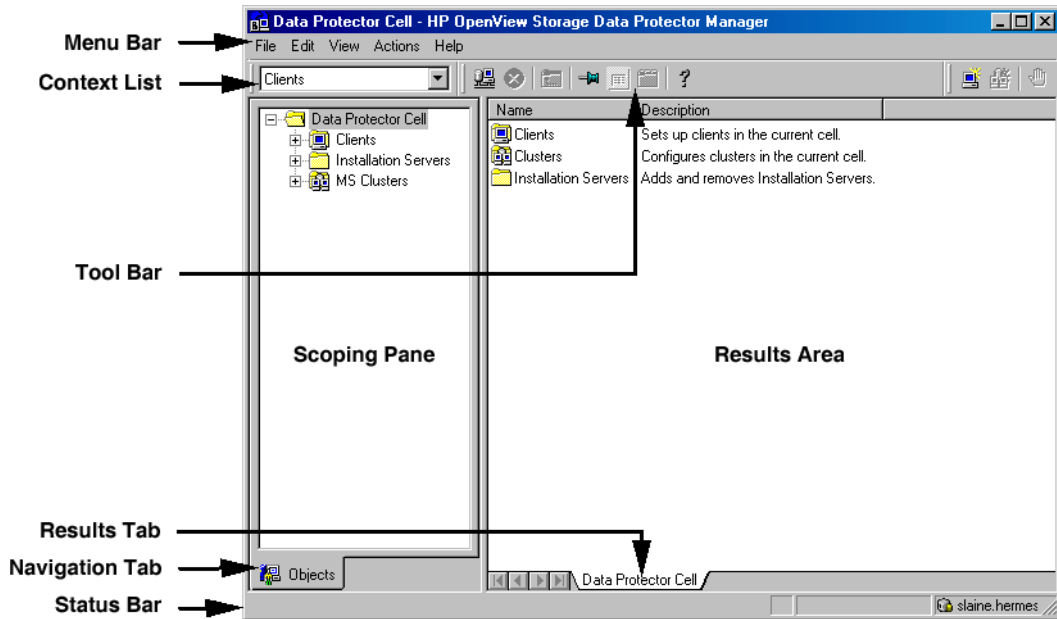 Data Protector Cell - HP OpenView Storage Data Protector Manager
Menu Bar
File Edit View Actions Help
Context List
Clients
?
Name Description
Data Protector Cell
Clients
Installation Servers
MS Clusters
Clients Sets up clients in the current cell.
Clusters Configures clusters in the current cell.
Installation Servers Adds and removes Installation Servers.
Tool Bar
Scoping Pane
Results Area
Results Tab
Navigation Tab
Objects
Data Protector Cell
Status Bar
slaine.hermes